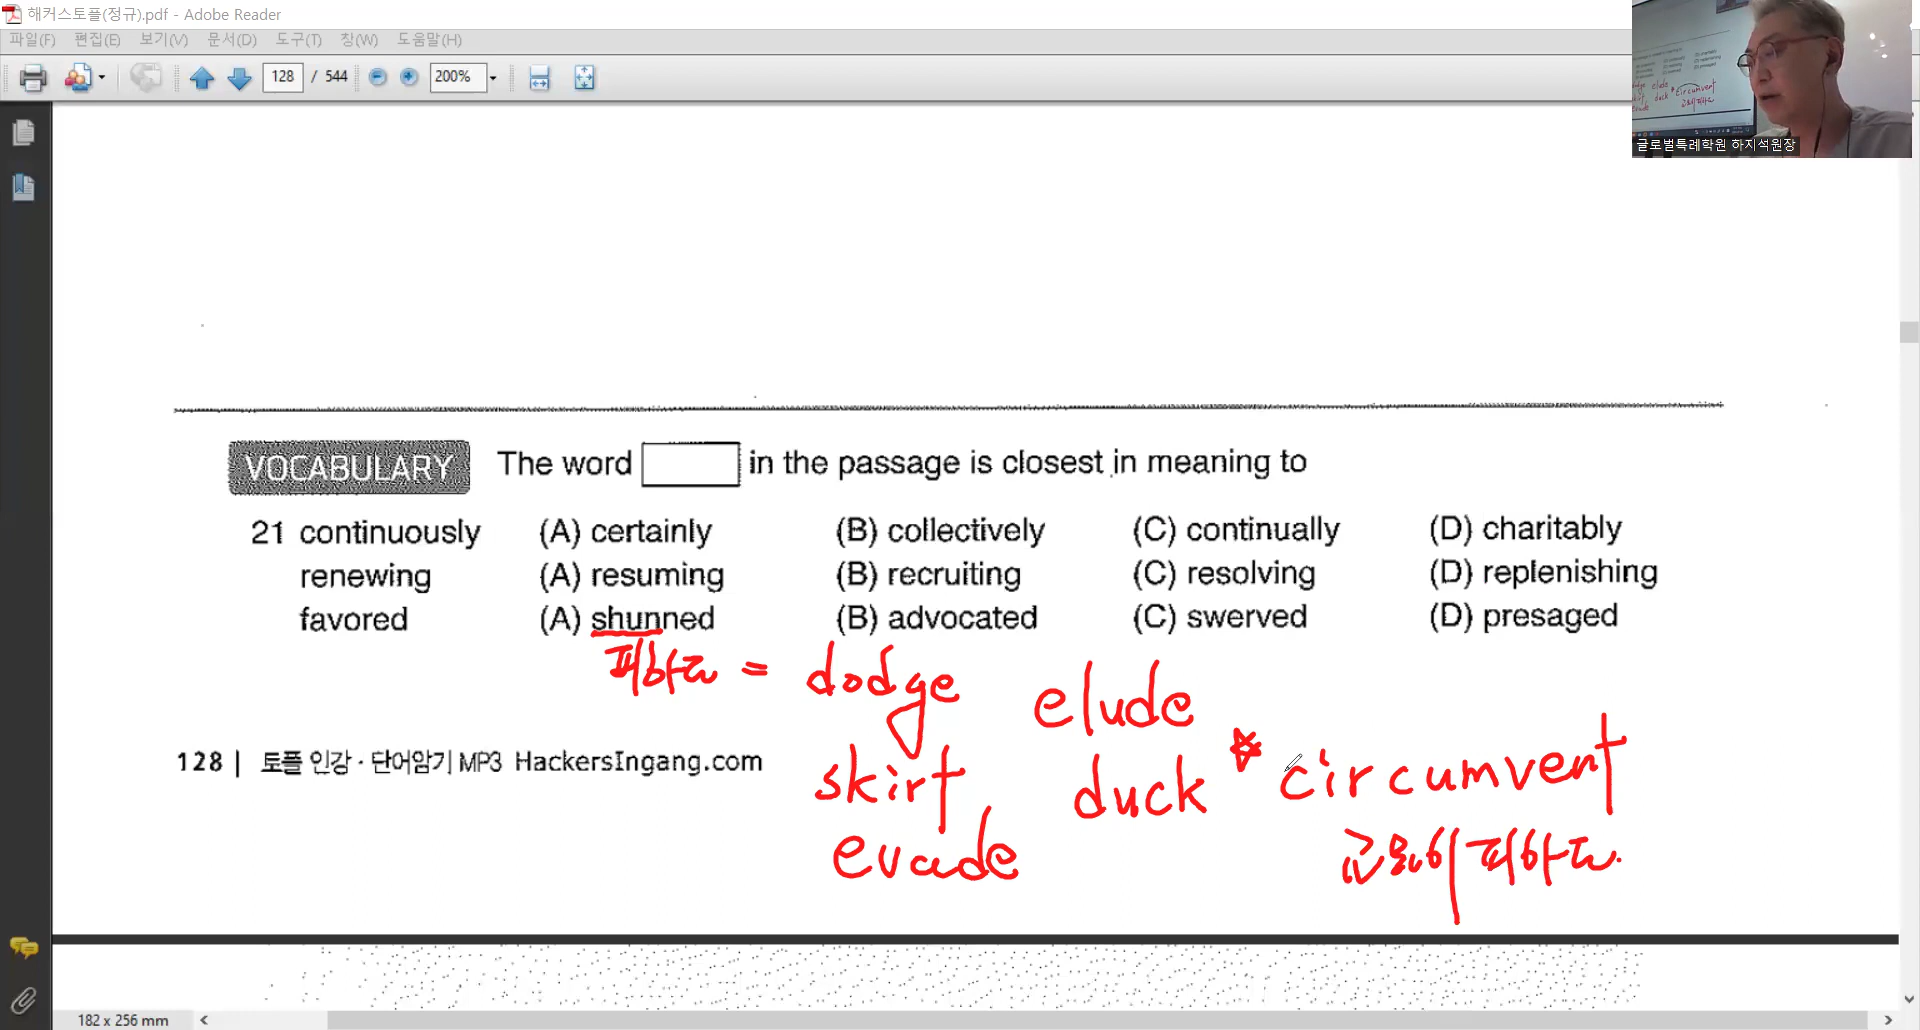 해커스토플(정규).pdf - Adobe Reader
파일(F) 편집(E) 보기(V) 문서(D) 도구(T) 창(W) 도움말(H)
128 / 544 200%
글로벌특례학원 하지석원장
VOCABULARY The word in the passage is closest in meaning to
21 continuously (A) certainly (B) collectively (C) continually (D) charitably
renewing (A) resuming (B) recruiting (C) resolving (D) replenishing
favored (A) shunned (B) advocated (C) swerved (D) presaged
피하다 = dodge elude
skirt duck * circumvent
evade 교묘히 피하다.
128 | 토플 인강 · 단어암기 MP3 HackersIngang.com
182 x 256 mm